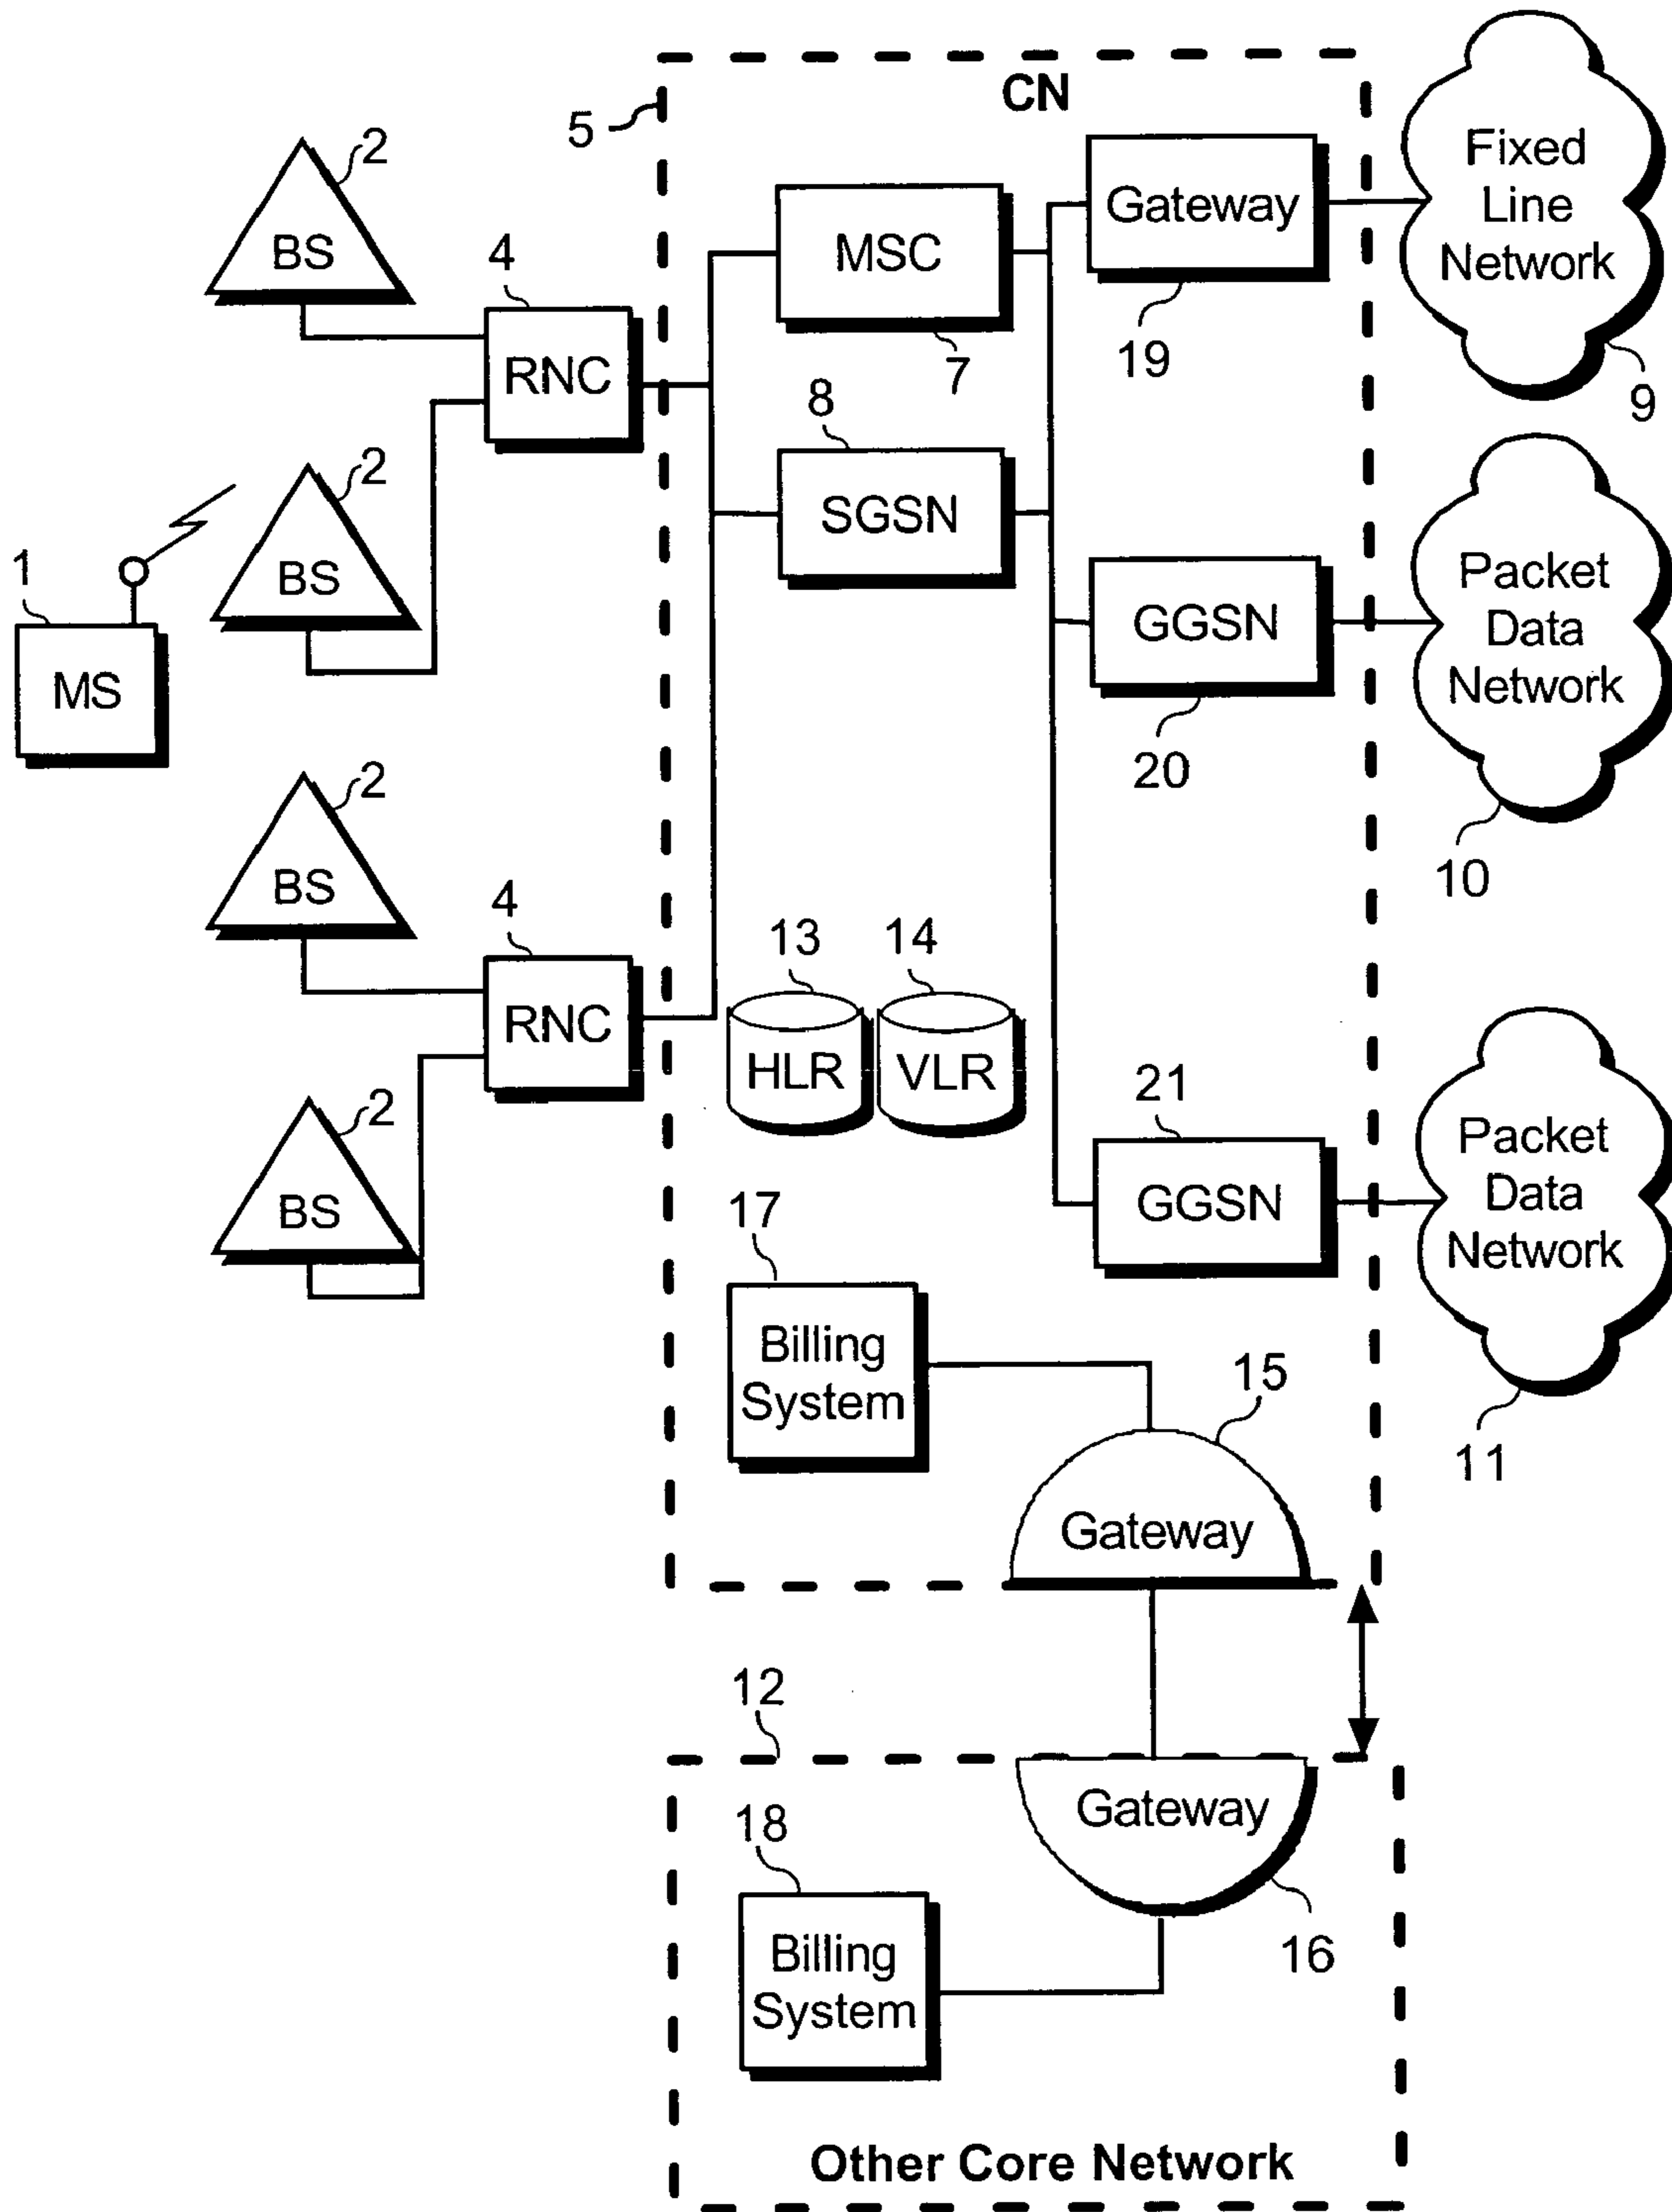 CN
5
2
BS
4
RNC
MSC
7
Gateway
19
Fixed
Line
Network
9
2
BS
1
MS
8
SGSN
GGSN
20
Packet
Data
Network
10
2
BS
4
RNC
2
BS
13
HLR
14
VLR
21
GGSN
Packet
Data
Network
11
17
Billing
System
15
Gateway
12
Gateway
16
18
Billing
System
Other Core Network